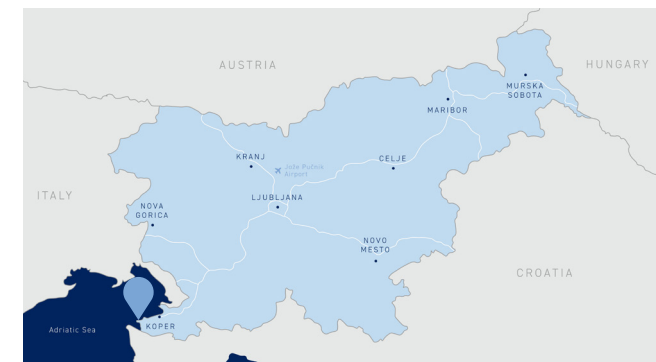 AUSTRIA
HUNGARY
MURSKA
SOBOTA
MARIBOR
KRANJ
CELJE
Jože Pučnik
Airport
ITALY
LJUBLJANA
NOVA
GORICA
NOVO
MESTO
CROATIA
Adriatic Sea
KOPER